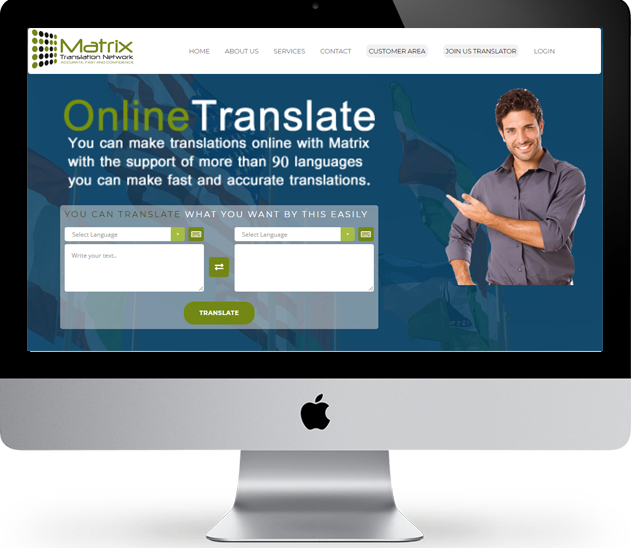 Matrix
Translation Network
ACCURATE, FAST AND CONFIDENCE
HOME
ABOUT US
SERVICES
CONTACT
CUSTOMER AREA
JOIN US TRANSLATOR
LOGIN
OnlineTranslate
You can make translations online with Matrix
with the support of more than 90 languages
you can make fast and accurate translations.
YOU CAN TRANSLATE WHAT YOU WANT BY THIS EASILY
Select Language
Select Language
Write your text..
TRANSLATE